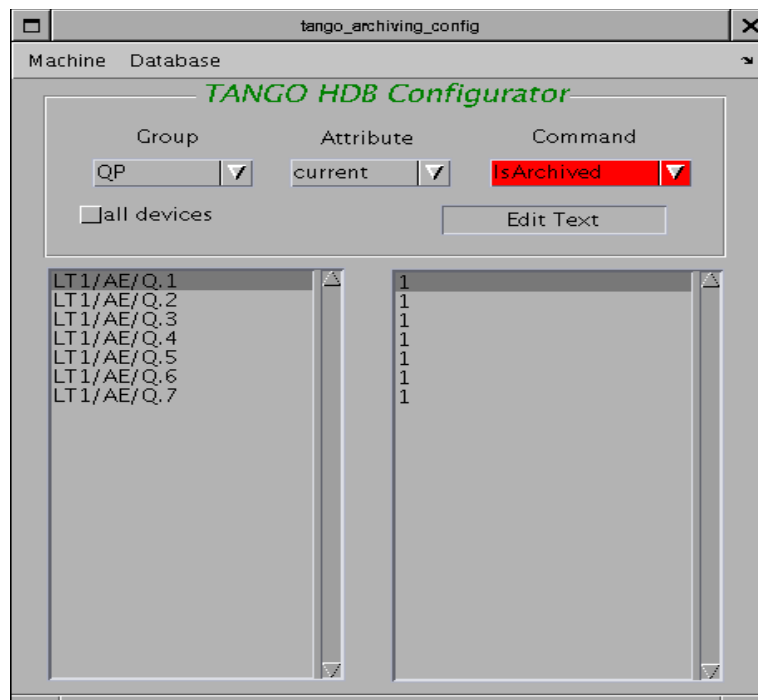 tango_archiving_config
Machine Database
TANGO HDB Configurator
Group Attribute Command
QP current IsArchived
all devices Edit Text
LT1/AE/Q.1
LT1/AE/Q.2
LT1/AE/Q.3
LT1/AE/Q.4
LT1/AE/Q.5
LT1/AE/Q.6
LT1/AE/Q.7
1
1
1
1
1
1
1